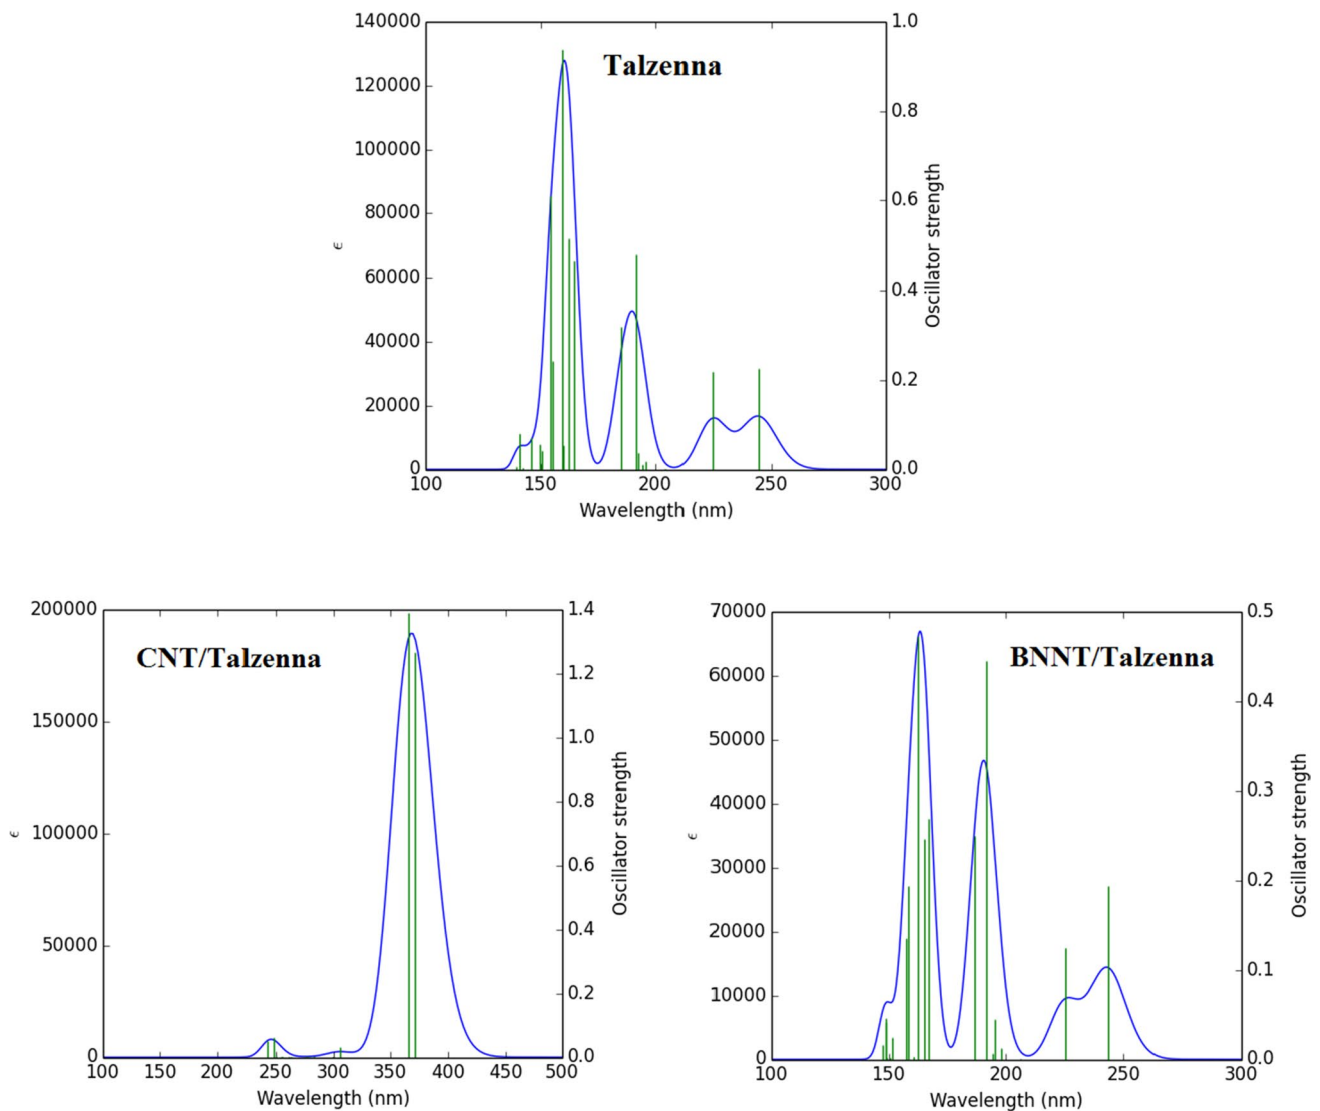 Talzenna
140000
120000
100000
80000
60000
40000
20000
0
ϵ
1.0
0.8
0.6
0.4
0.2
0.0
Oscillator strength
100 150 200 250 300
Wavelength (nm)
CNT/Talzenna
200000
150000
100000
50000
0
ϵ
1.4
1.2
1.0
0.8
0.6
0.4
0.2
0.0
Oscillator strength
100 150 200 250 300 350 400 450 500
Wavelength (nm)
BNNT/Talzenna
70000
60000
50000
40000
30000
20000
10000
0
ϵ
0.5
0.4
0.3
0.2
0.1
0.0
Oscillator strength
100 150 200 250 300
Wavelength (nm)